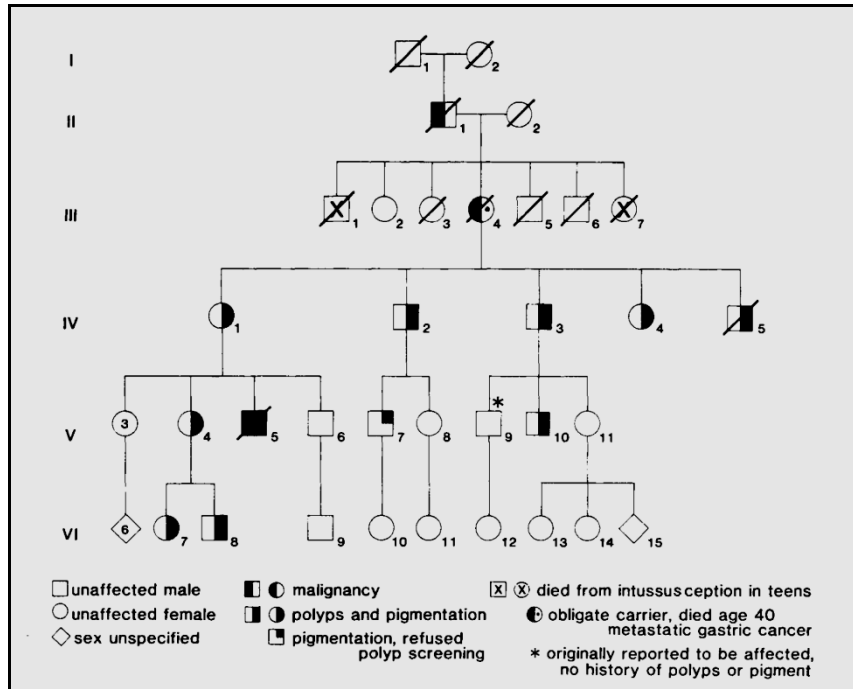 I
1 2
II
1 2
III
X 1 2 3 4 5 6 X 7
IV
1 2 3 4 5
*
V
3 4 5 6 7 8 9 10 11
VI
6 7 8 9 10 11 12 13 14 15
unaffected male
malignancy
X X died from intussusception in teens
unaffected female
polyps and pigmentation
obligate carrier, died age 40
metastatic gastric cancer
sex unspecified
pigmentation, refused
polyp screening
* originally reported to be affected,
no history of polyps or pigment